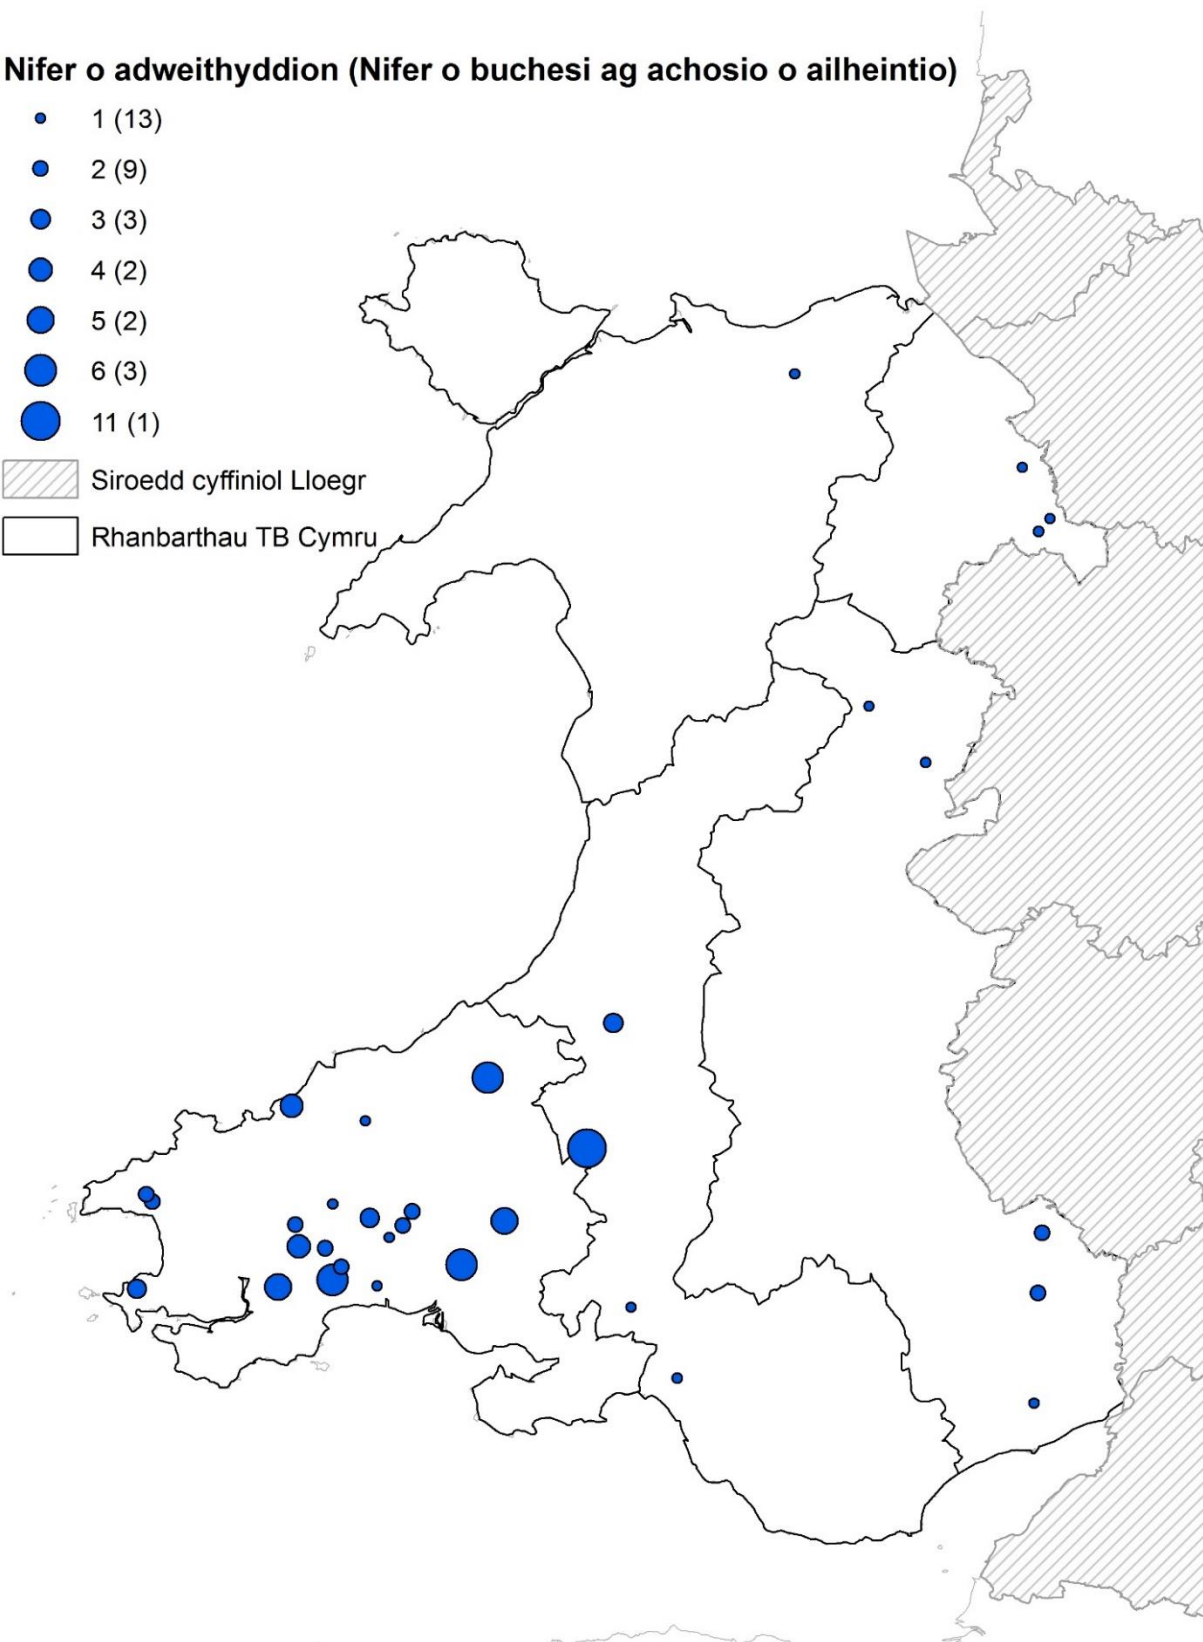 Nifer o adweithyddion (Nifer o buchesi ag achosio o ailheintio)
1 (13)
2 (9)
3 (3)
4 (2)
5 (2)
6 (3)
11 (1)
Siroedd cyffiniol Lloegr
Rhanbarthau TB Cymru